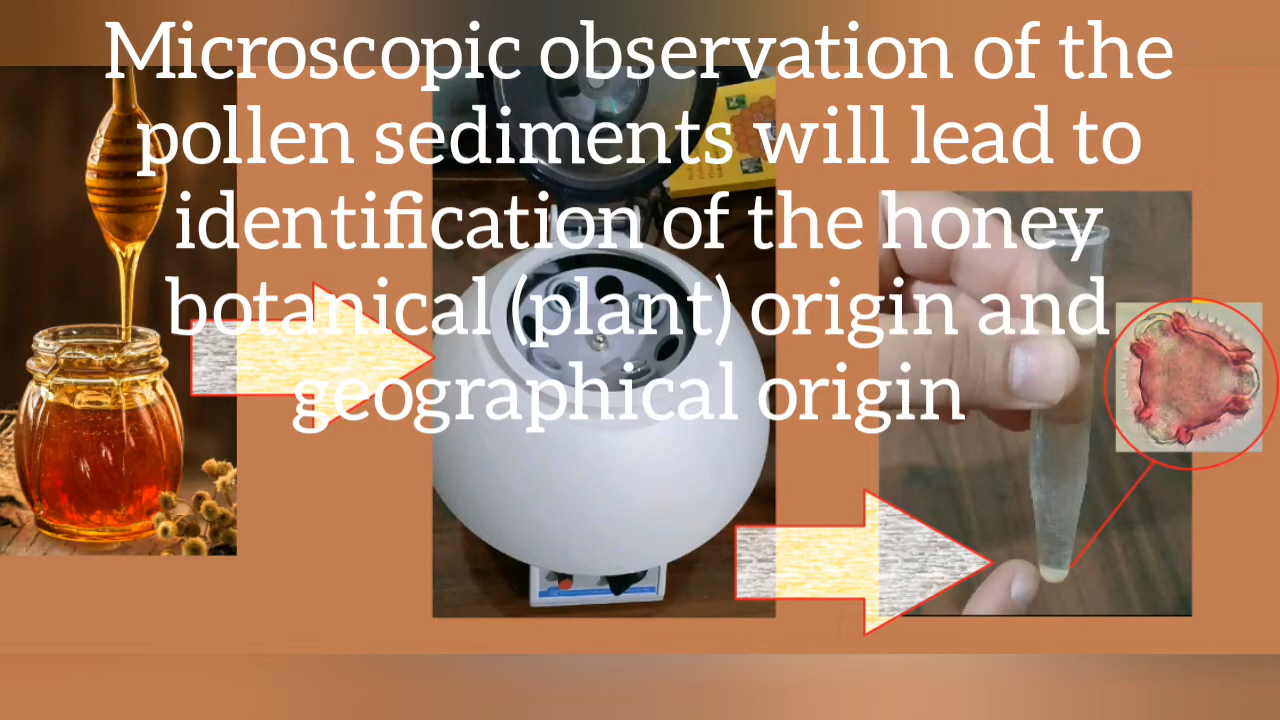 Microscopic observation of the
pollen sediments will lead to
identification of the honey
botanical (plant) origin and
geographical origin